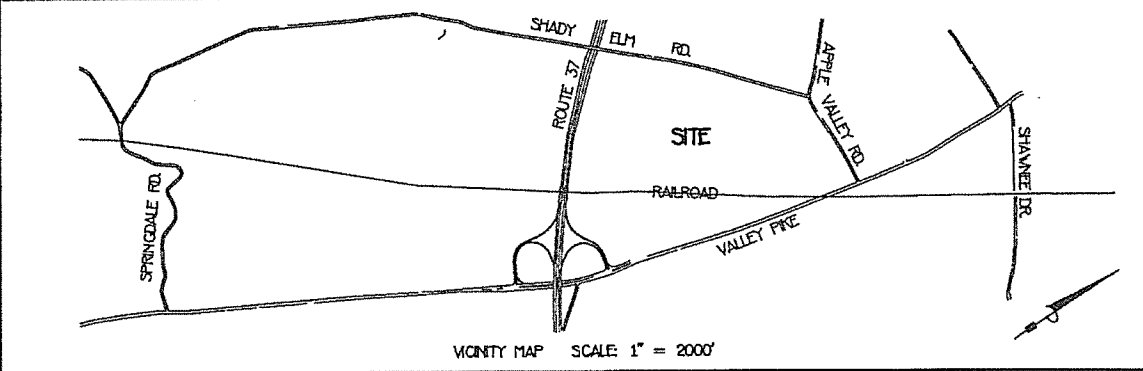 SHADY ELM RD.
ROUTE 37
APPLE VALLEY RD.
SITE
SHAWNEE DR.
RAILROAD
SPRINGDALE RD.
VALLEY PIKE
VICINITY MAP SCALE: 1" = 2000'